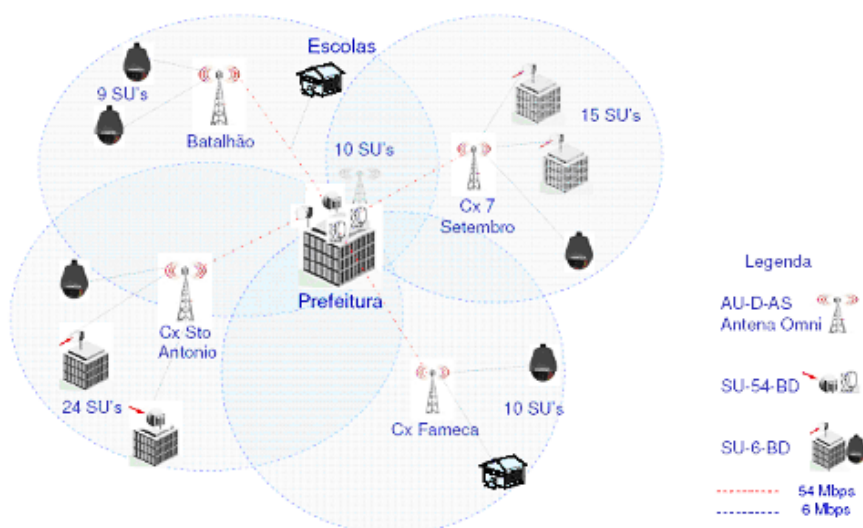 Escolas
9 SU's
Batalhão
10 SU's
15 SU's
Cx 7
Setembro
Prefeitura
Cx Sto
Antonio
24 SU's
Cx Fameca
10 SU's
Legenda
AU-D-AS
Antena Omni
SU-54-BD
SU-6-BD
54 Mbps
6 Mbps